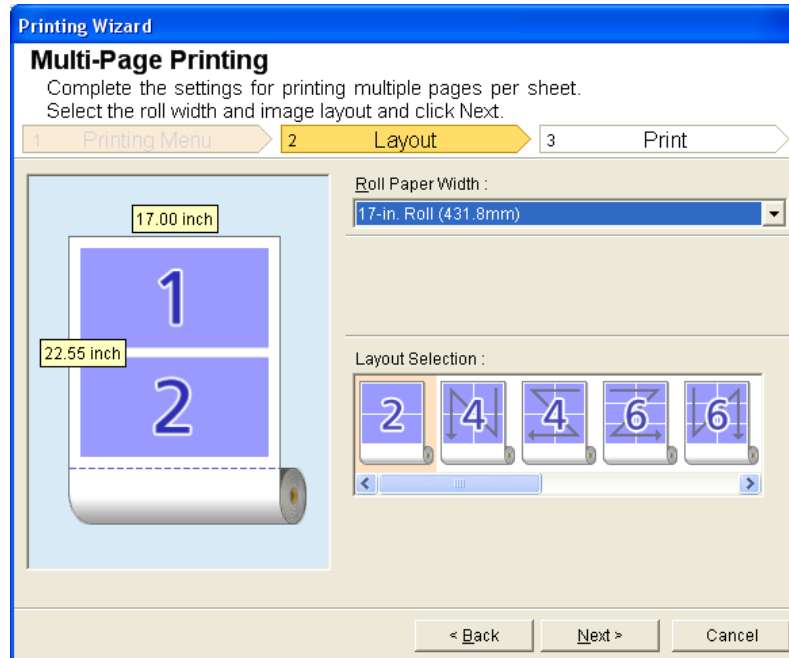 Printing Wizard
Multi-Page Printing
Complete the settings for printing multiple pages per sheet.
Select the roll width and image layout and click Next.
1 Printing Menu 2 Layout 3 Print
Roll Paper Width :
17-in. Roll (431.8mm)
17.00 inch
1
22.55 inch
2
Layout Selection :
2 4 4 6 6
< Back Next > Cancel